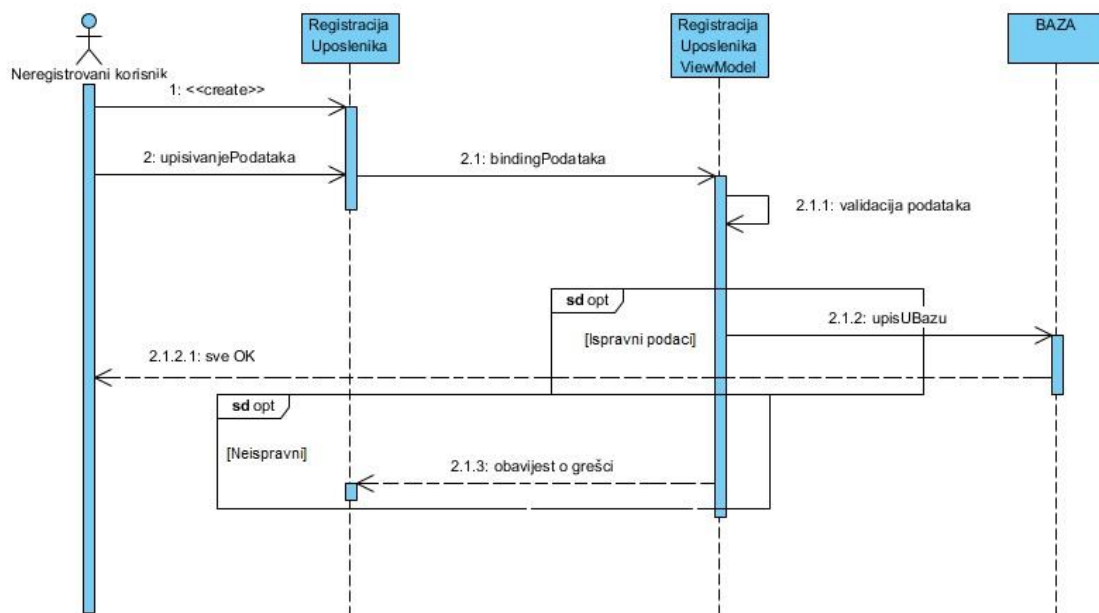 Neregistrovani korisnik
Registracija
Uposlenika
Registracija
Uposlenika
ViewModel
BAZA
1: <<create>>
2: upisivanjePodataka
2.1: bindingPodataka
2.1.1: validacija podataka
sd opt
[Ispravni podaci]
2.1.2: upisUBazu
2.1.2.1: sve OK
sd opt
[Neispravni]
2.1.3: obavijest o grešci